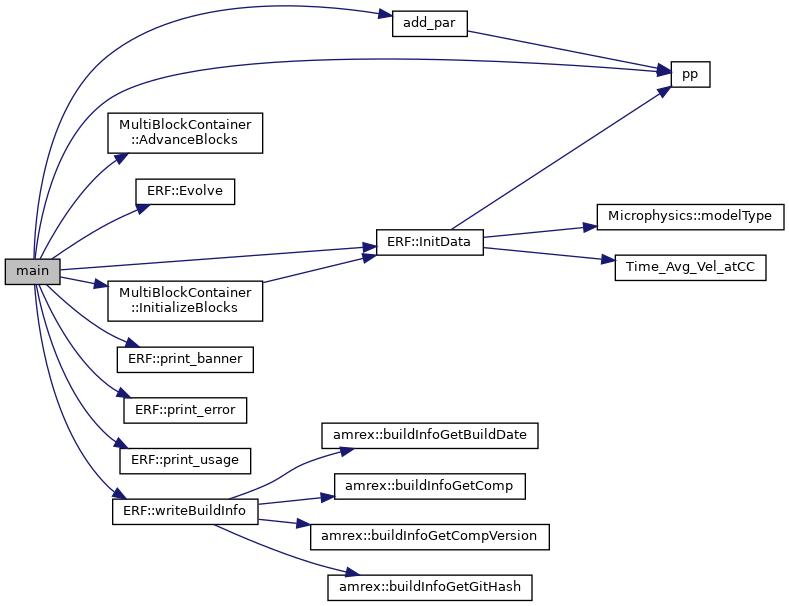 add_par
pp
MultiBlockContainer
::AdvanceBlocks
ERF::Evolve
Microphysics::modelType
ERF::InitData
main
Time_Avg_Vel_atCC
MultiBlockContainer
::InitializeBlocks
ERF::print_banner
ERF::print_error
amrex::buildInfoGetBuildDate
ERF::print_usage
amrex::buildInfoGetComp
ERF::writeBuildInfo
amrex::buildInfoGetCompVersion
amrex::buildInfoGetGitHash